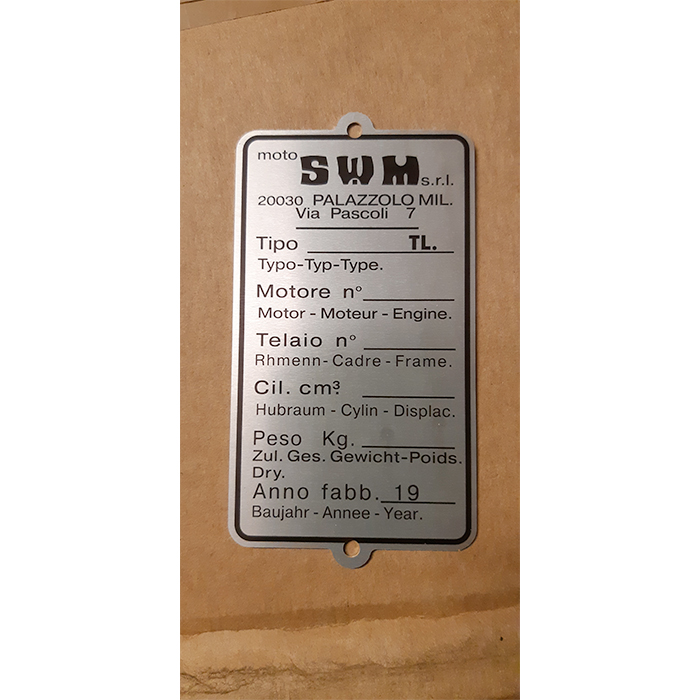 moto SWM s.r.l.
20030 PALAZZOLO MIL.
Via Pascoli 7
Tipo TL.
Typo-Typ-Type.
Motore n°
Motor - Moteur - Engine.
Telaio n°
Rhmenn - Cadre - Frame.
Cil. cm³.
Hubraum - Cylin - Displac.
Peso Kg.
Zul. Ges. Gewicht-Poids.
Dry.
Anno fabb. 19
Baujahr - Annee - Year.